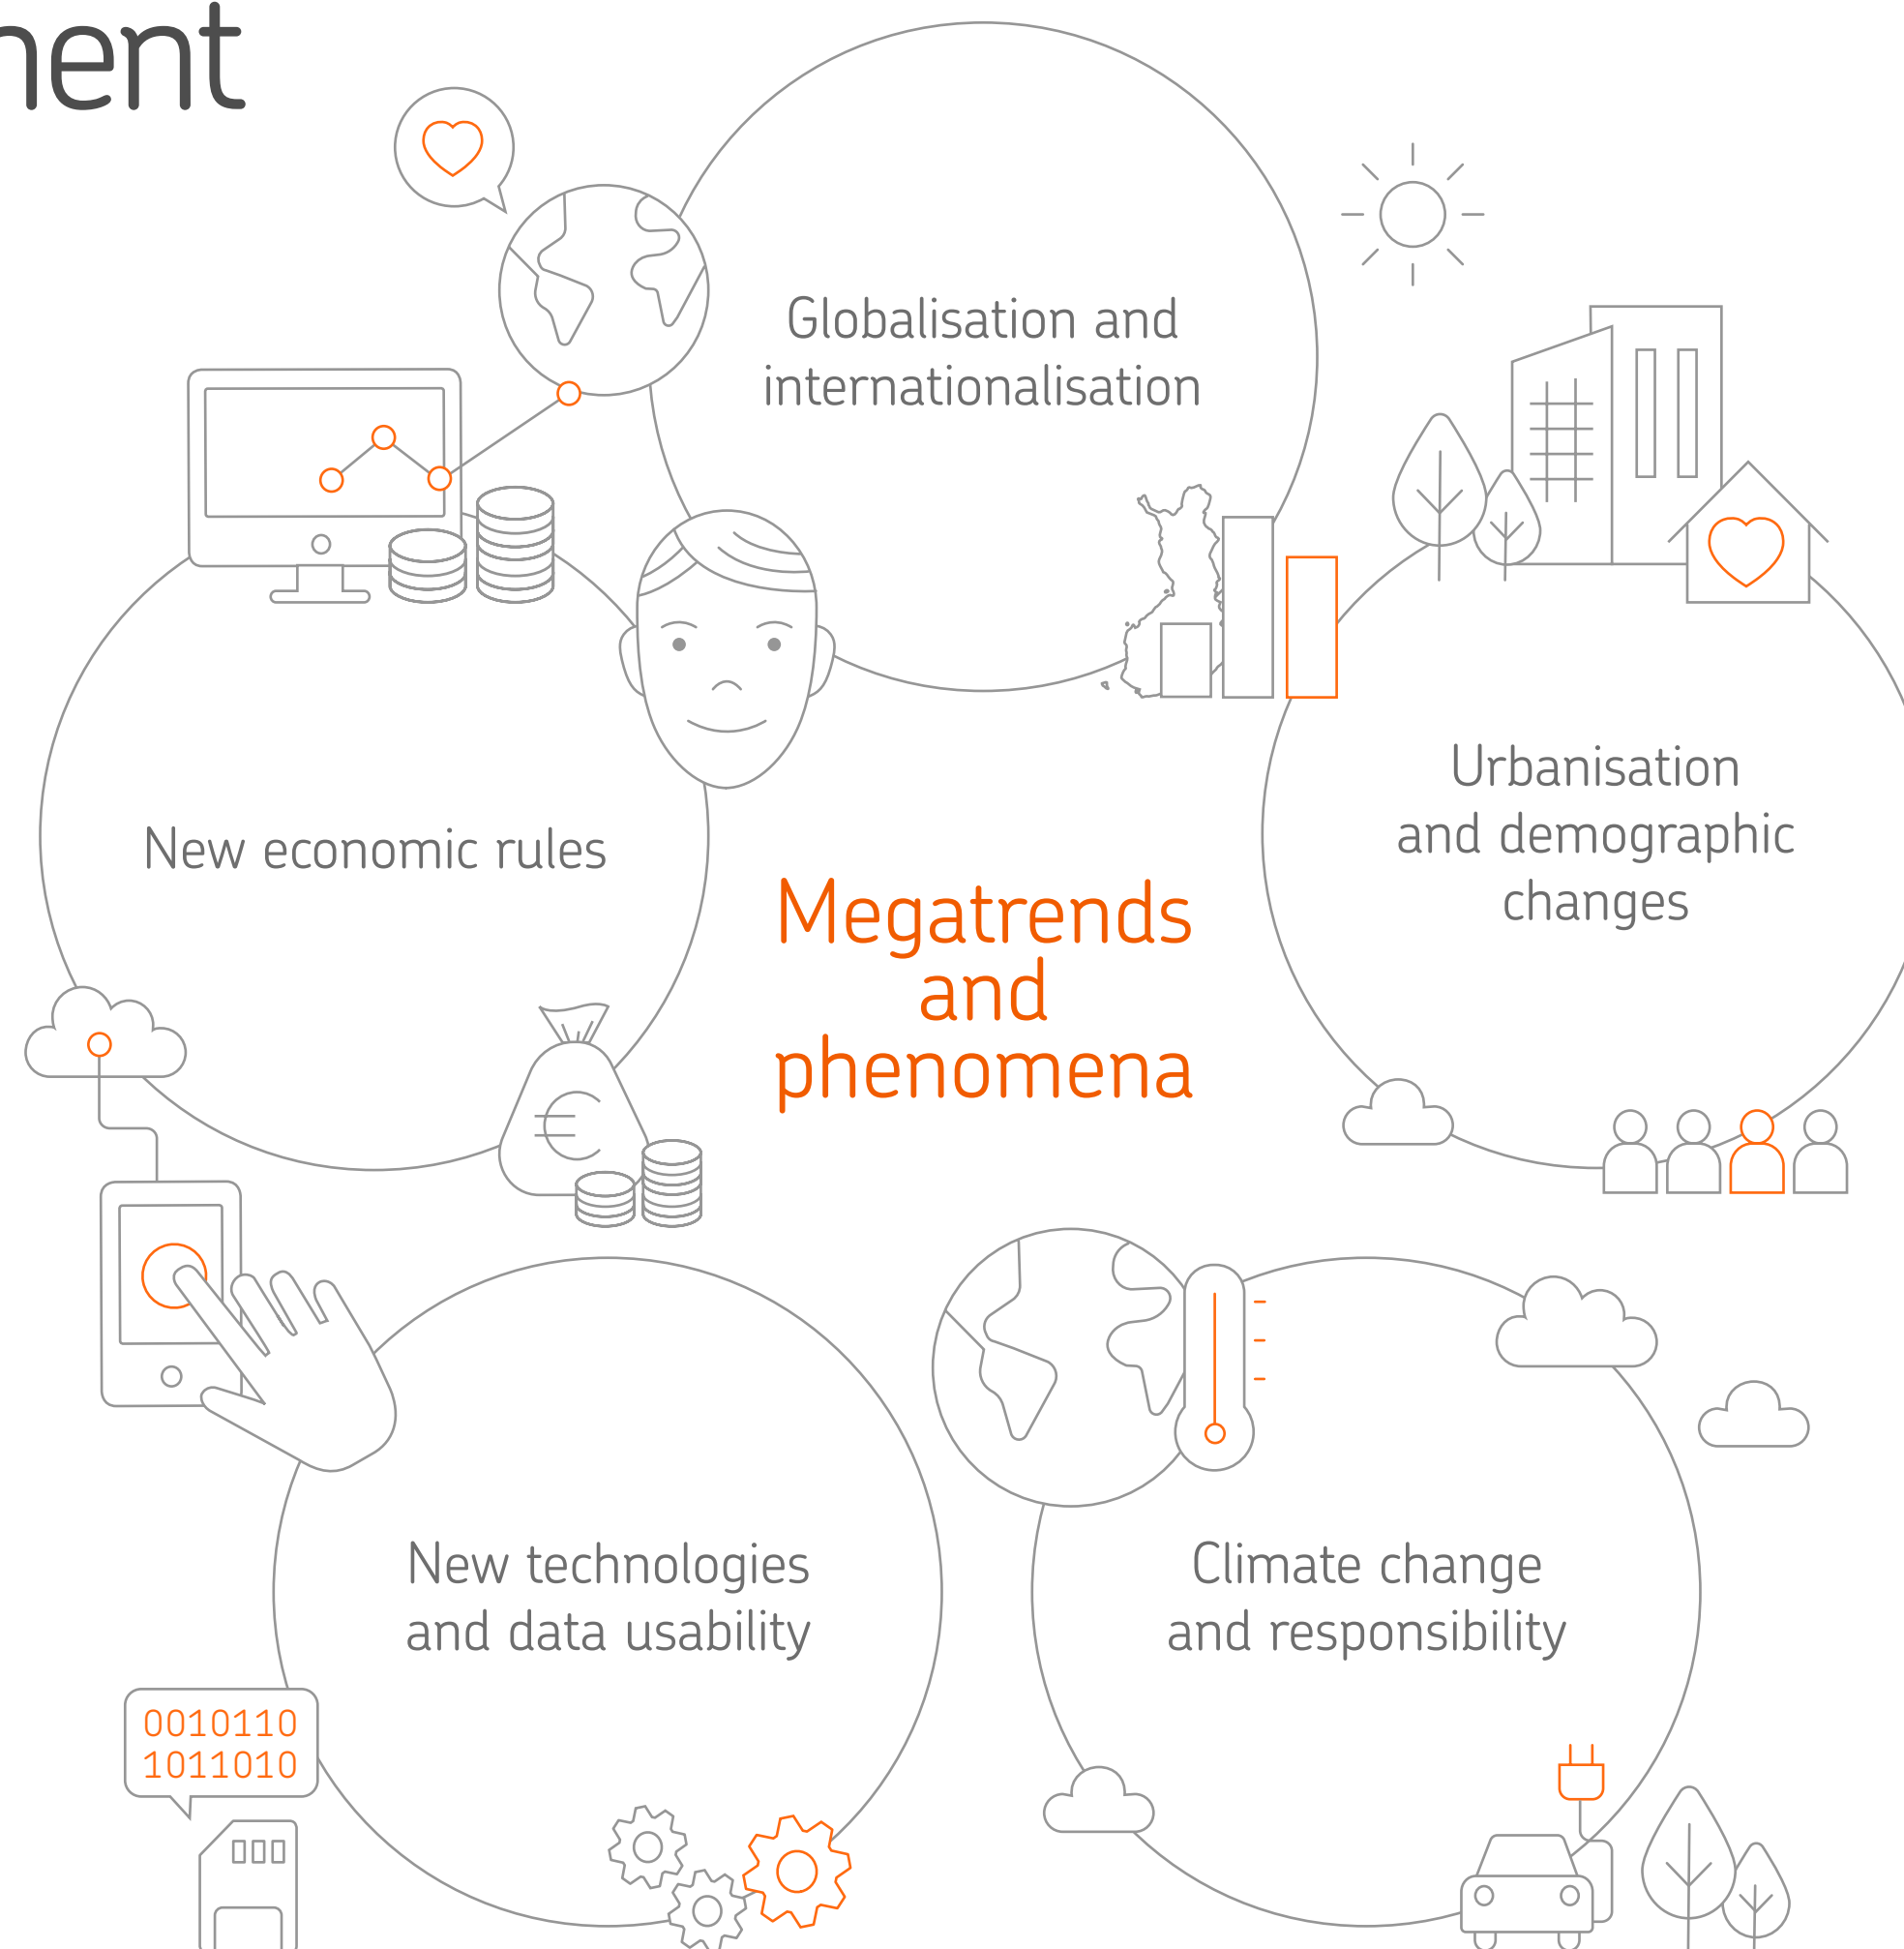 Globalisation and
internationalisation
Urbanisation
and demographic
changes
New economic rules
Megatrends
and
phenomena
€
New technologies
and data usability
Climate change
and responsibility
0010110
1011010